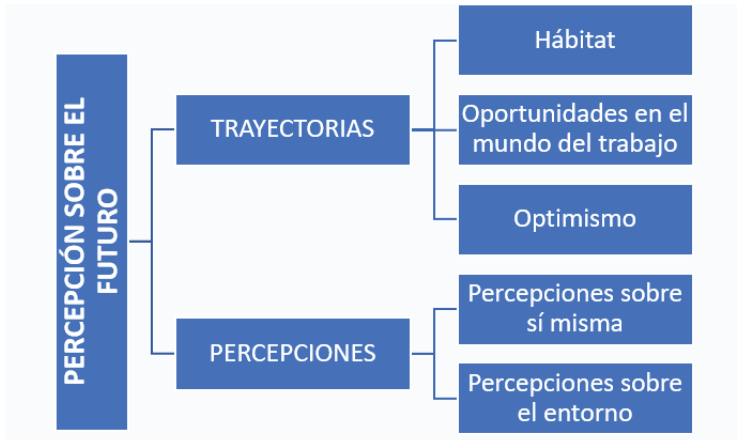 PERCEPCIÓN SOBRE EL
FUTURO
TRAYECTORIAS
Hábitat
Oportunidades en el
mundo del trabajo
Optimismo
PERCEPCIONES
Percepciones sobre
sí misma
Percepciones sobre
el entorno